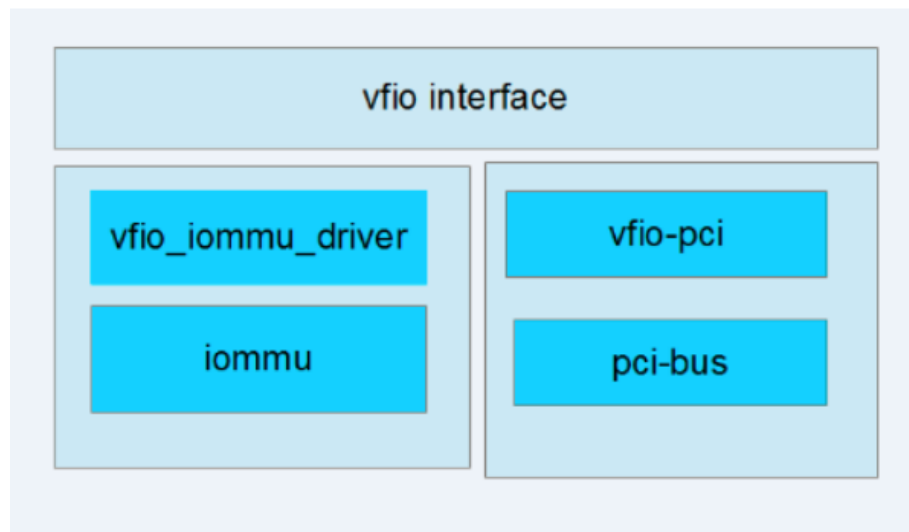 vfio interface
vfio_iommu_driver
iommu
vfio-pci
pci-bus